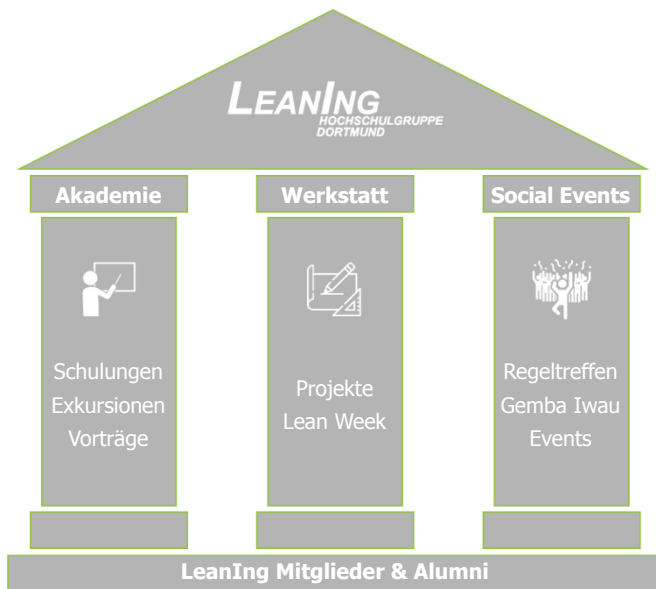 LEANING
HOCHSCHULGRUPPE
DORTMUND
Akademie
Werkstatt
Social Events
Schulungen
Exkursionen
Vorträge
Projekte
Lean Week
Regeltreffen
Gemba Iwau
Events
LeanIng Mitglieder & Alumni